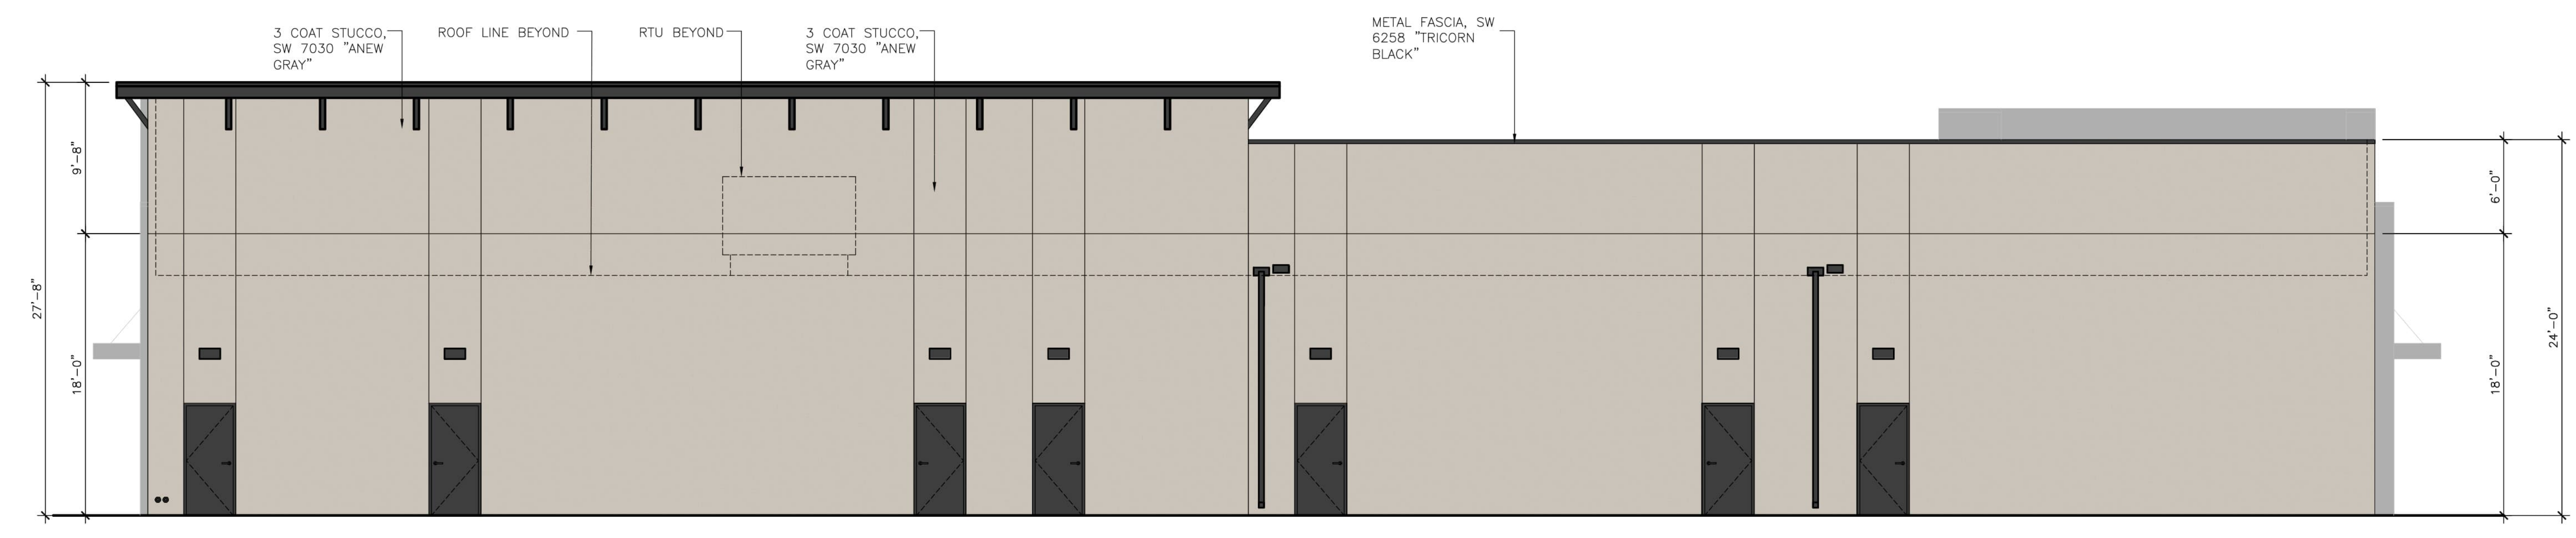 3 COAT STUCCO,
SW 7030 "ANEW
GRAY"
ROOF LINE BEYOND
RTU BEYOND
3 COAT STUCCO,
SW 7030 "ANEW
GRAY"
METAL FASCIA, SW
6258 "TRICORN
BLACK"
27'-8"
9'-8"
18'-0"
6'-0"
18'-0"
24'-0"